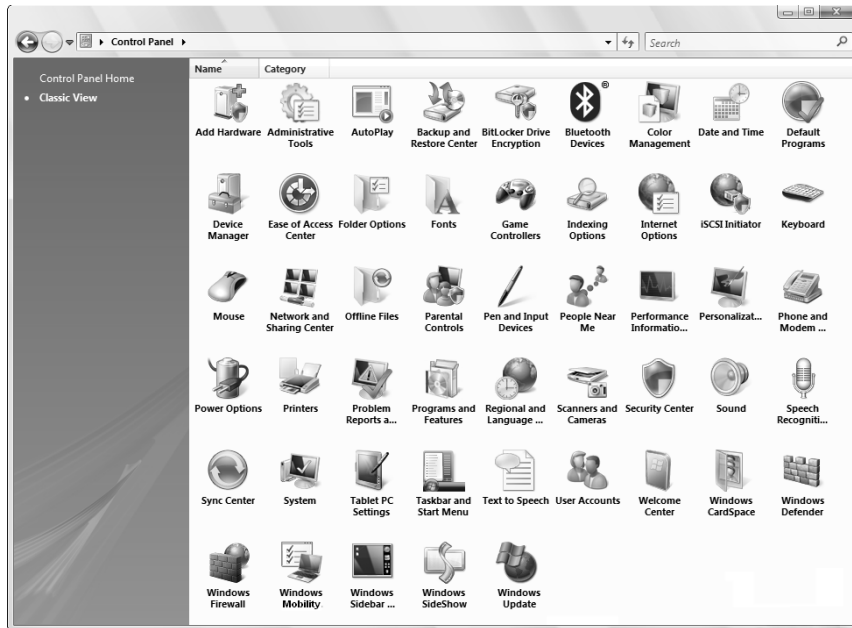 Control Panel
Search
Control Panel Home
Classic View
Name Category
Add Hardware Administrative Tools AutoPlay Backup and Restore Center BitLocker Drive Encryption Bluetooth Devices Color Management Date and Time Default Programs
Device Manager Ease of Access Center Folder Options Fonts Game Controllers Indexing Options Internet Options iSCSI Initiator Keyboard
Mouse Network and Sharing Center Offline Files Parental Controls Pen and Input Devices People Near Me Performance Informatio... Personalizat... Phone and Modem ...
Power Options Printers Problem Reports a... Programs and Features Regional and Language ... Scanners and Cameras Security Center Sound Speech Recogniti...
Sync Center System Tablet PC Settings Taskbar and Start Menu Text to Speech User Accounts Welcome Center Windows CardSpace Windows Defender
Windows Firewall Windows Mobility Windows Sidebar ... Windows SideShow Windows Update